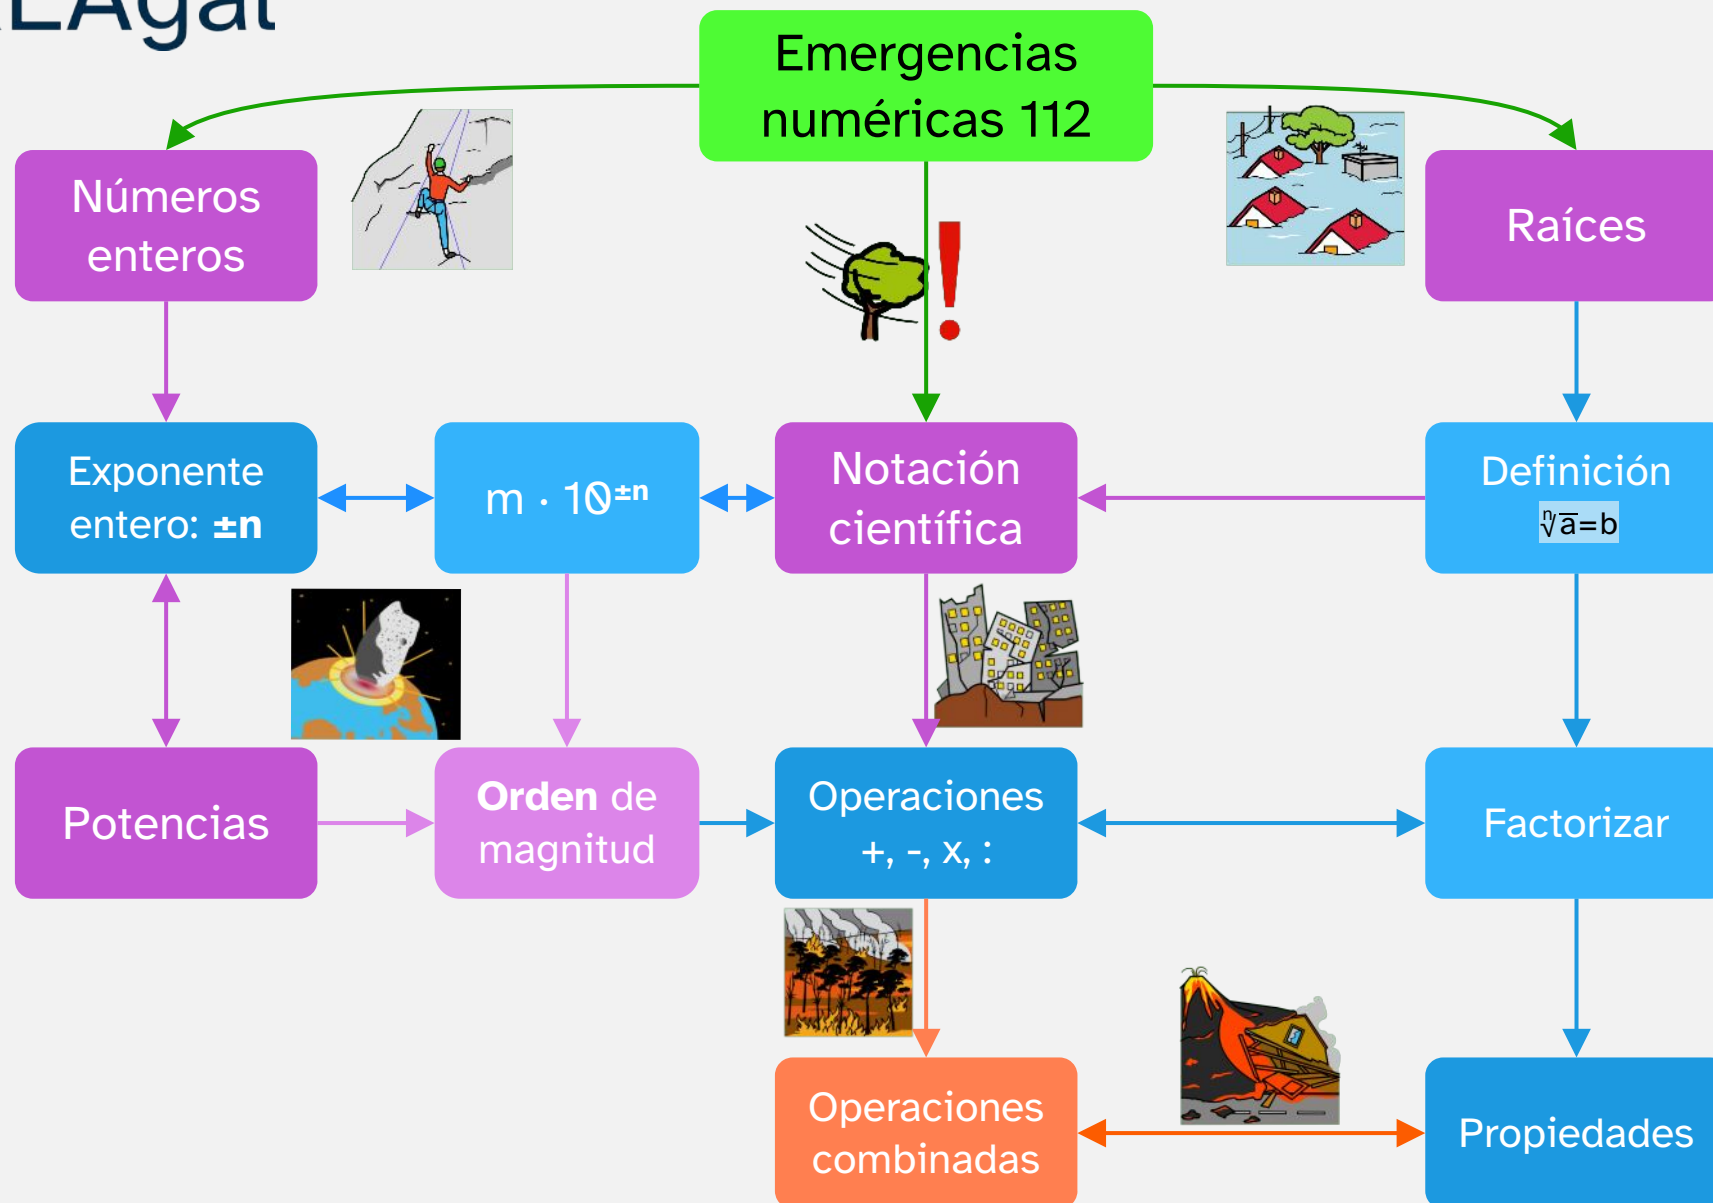 Emergencias
numéricas 112
Números
enteros
Raíces
Exponente
entero: ±n
m · 10^±n
Notación
científica
Definición
ⁿ√a=b
Potencias
Orden de
magnitud
Operaciones
+, -, x, :
Factorizar
Operaciones
combinadas
Propiedades